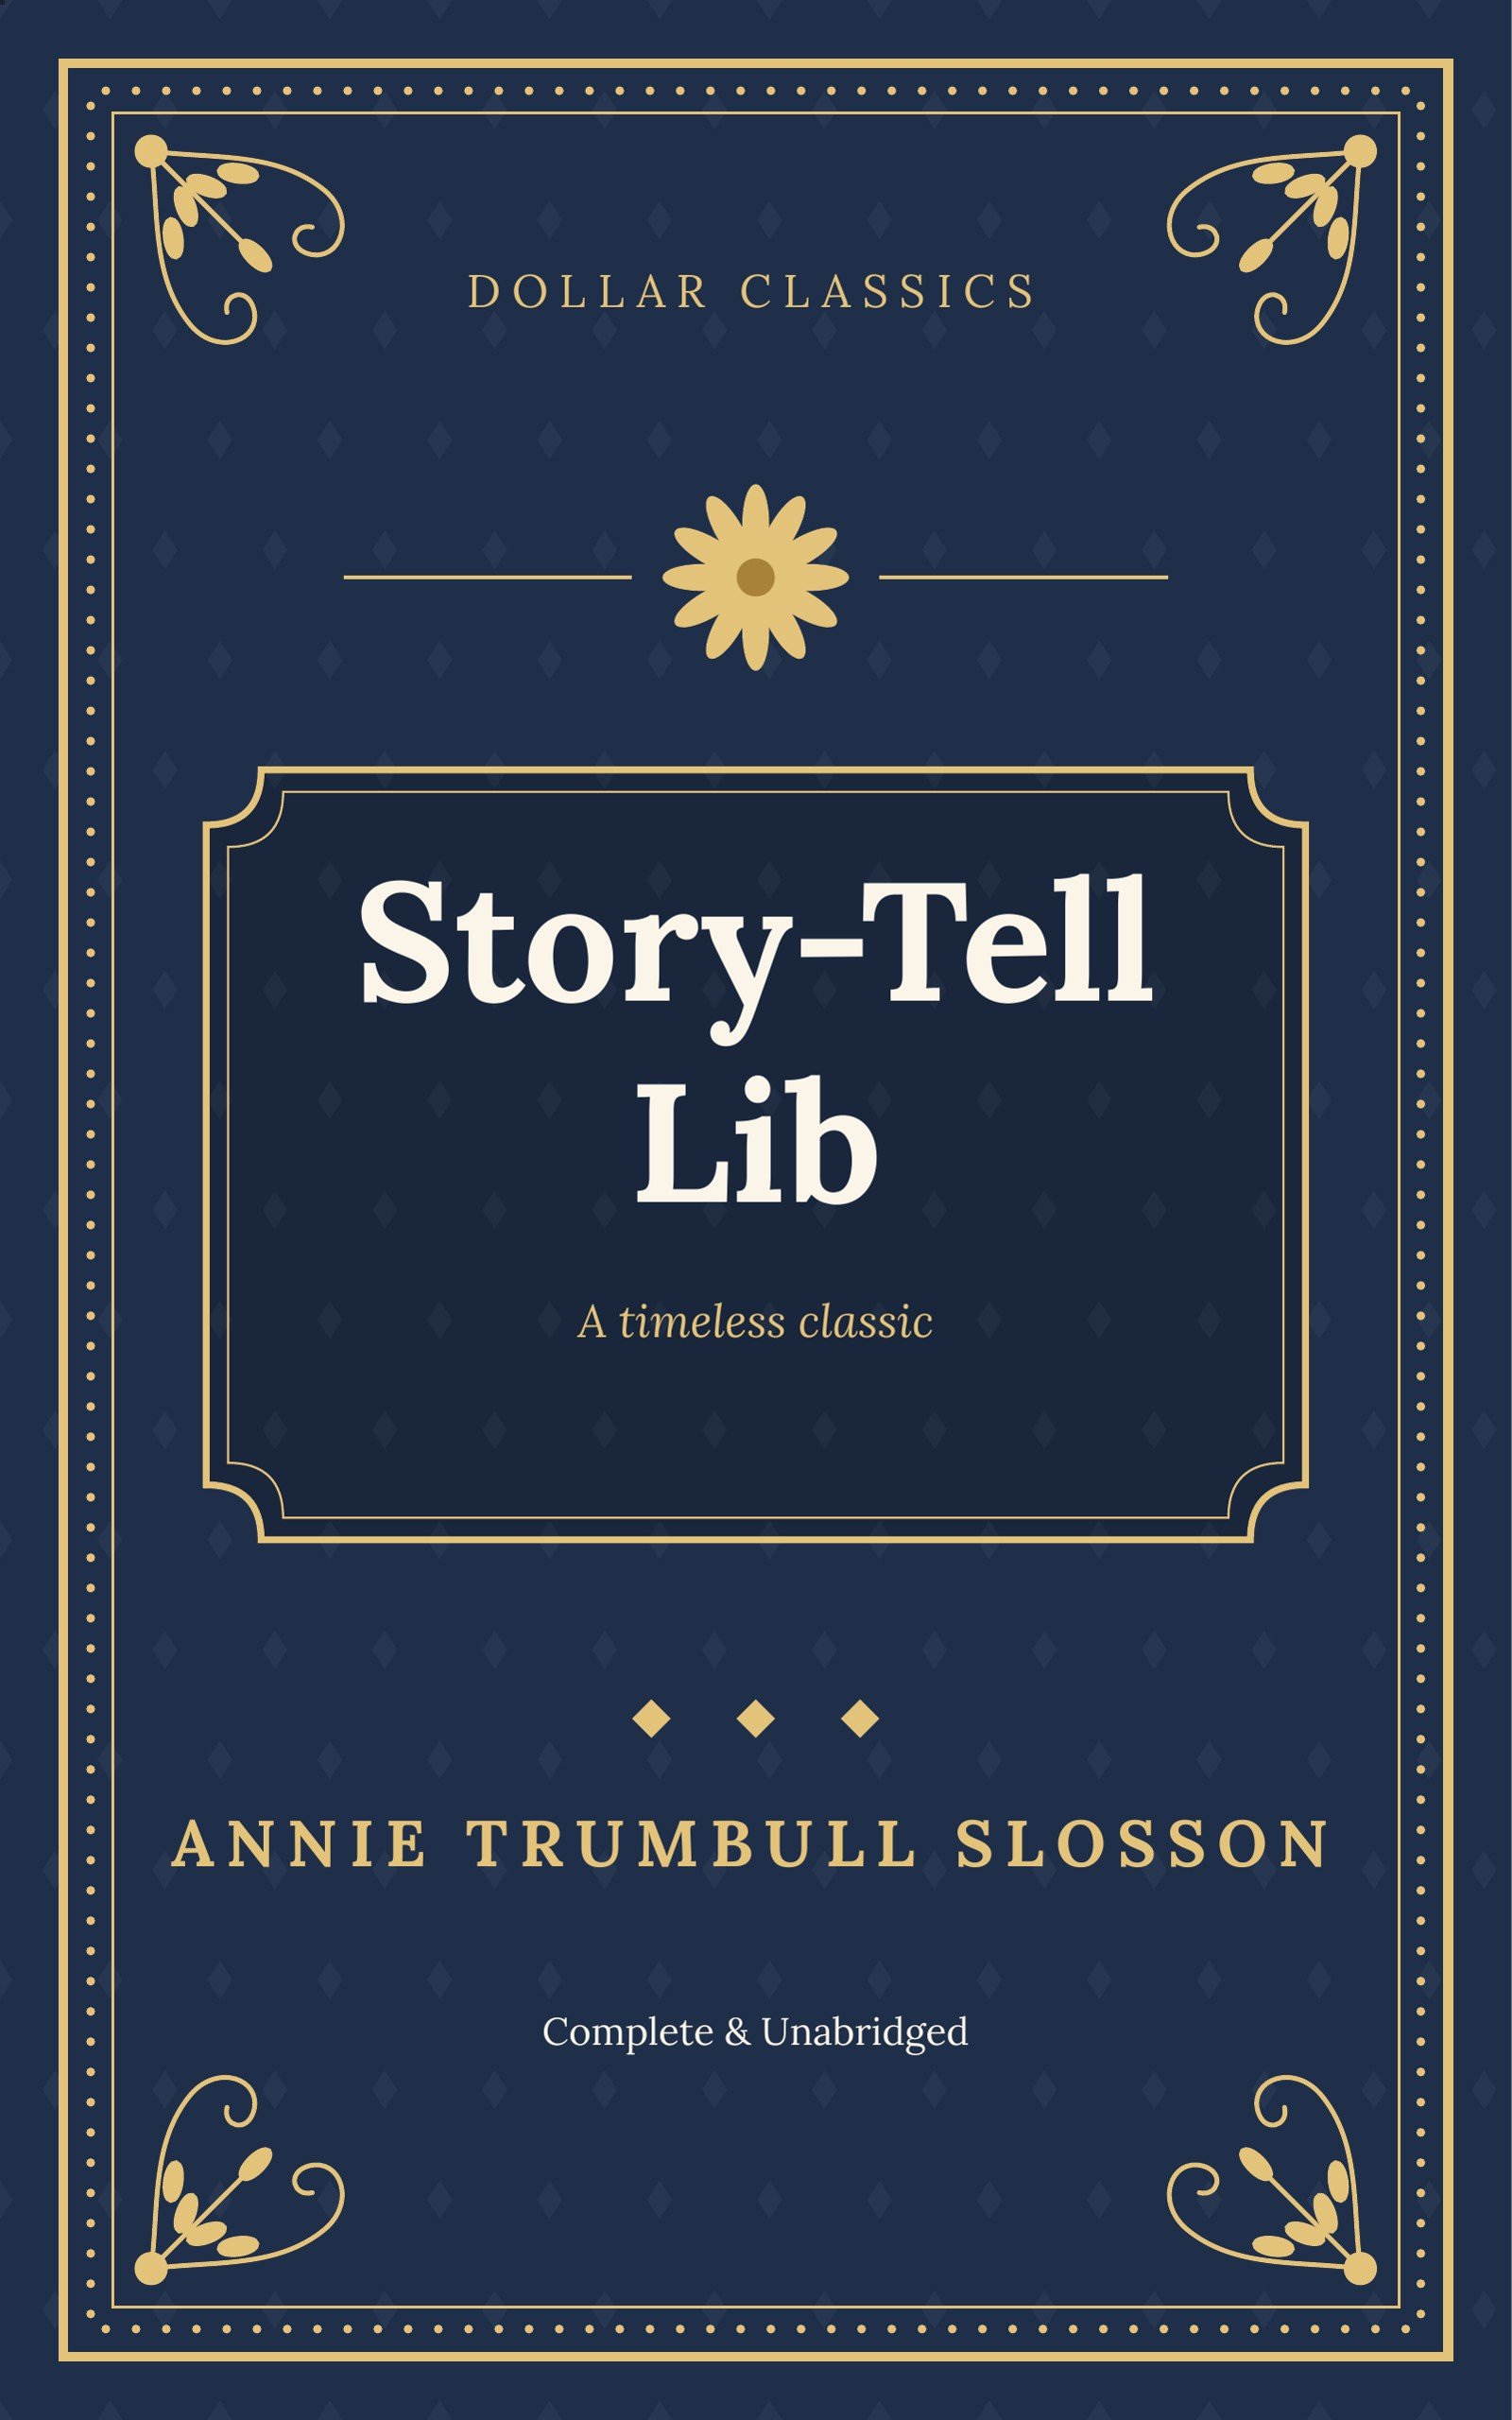 DOLLAR CLASSICS
Story-Tell
Lib
A timeless classic
ANNIE TRUMBULL SLOSSON
Complete & Unabridged